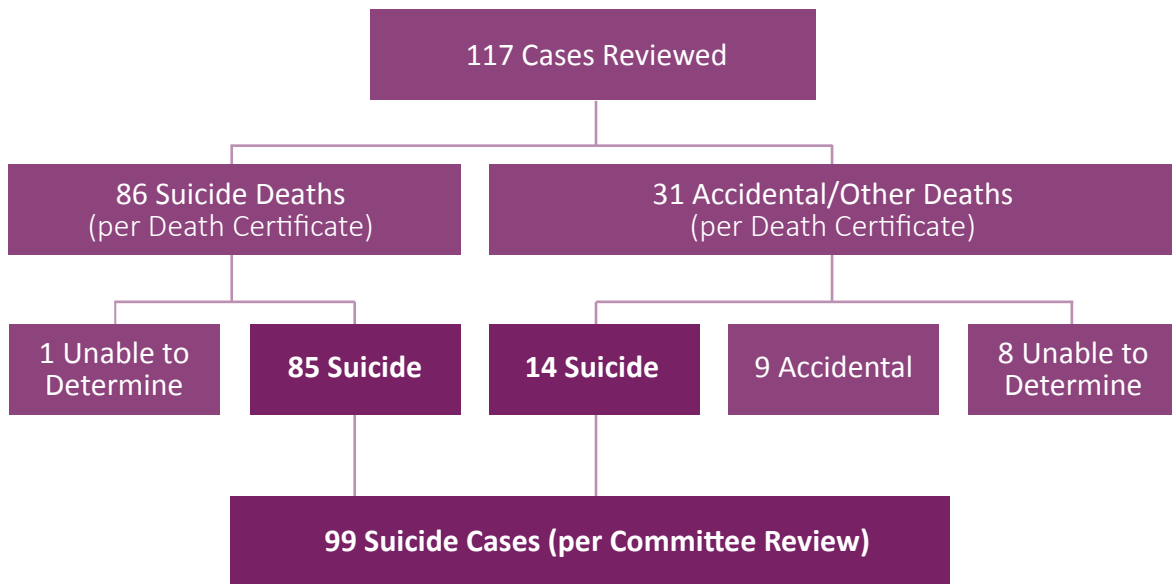 117 Cases Reviewed
86 Suicide Deaths
(per Death Certificate)
31 Accidental/Other Deaths
(per Death Certificate)
1 Unable to
Determine
85 Suicide
14 Suicide
9 Accidental
8 Unable to
Determine
99 Suicide Cases (per Committee Review)